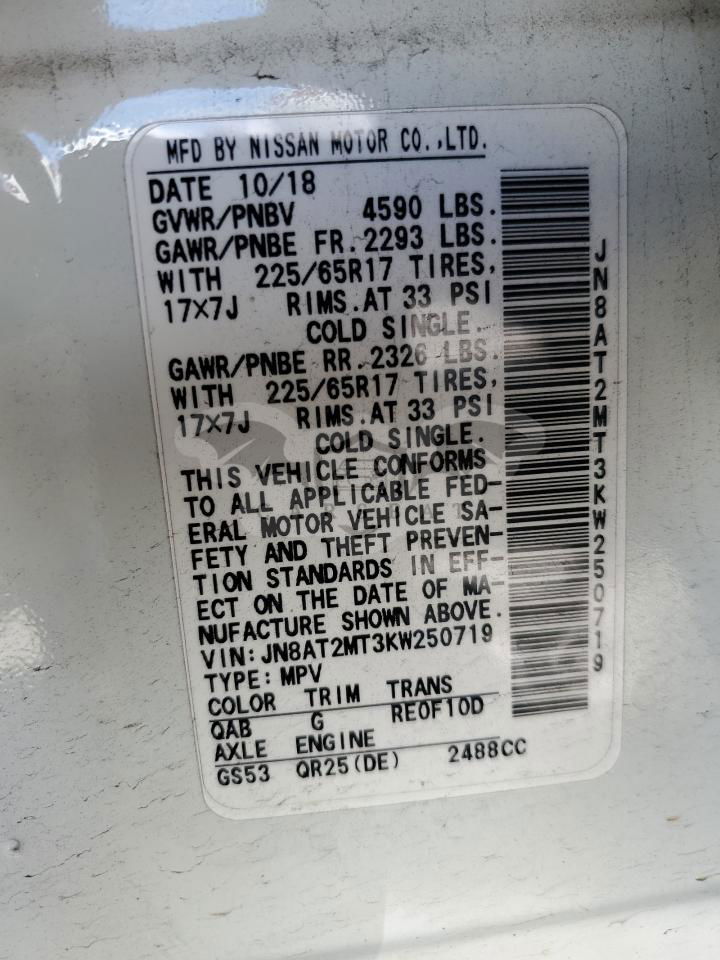 MFD BY NISSAN MOTOR CO.,LTD.
DATE 10/18
GVWR/PNBV 4590 LBS.
GAWR/PNBE FR.2293 LBS.
WITH 225/65R17 TIRES,
17×7J RIMS.AT 33 PSI
COLD SINGLE.
GAWR/PNBE RR.2326 LBS.
WITH 225/65R17 TIRES,
17×7J RIMS.AT 33 PSI
COLD SINGLE.
THIS VEHICLE CONFORMS
TO ALL APPLICABLE FED-
ERAL MOTOR VEHICLE SA-
FETY AND THEFT PREVEN-
TION STANDARDS IN EFF-
ECT ON THE DATE OF MA-
NUFACTURE SHOWN ABOVE.
VIN:JN8AT2MT3KW250719
TYPE:MPV
COLOR TRIM TRANS
QAB G RE0F10D
AXLE ENGINE
GS53 QR25(DE) 2488CC
JN8AT2MT3KW250719